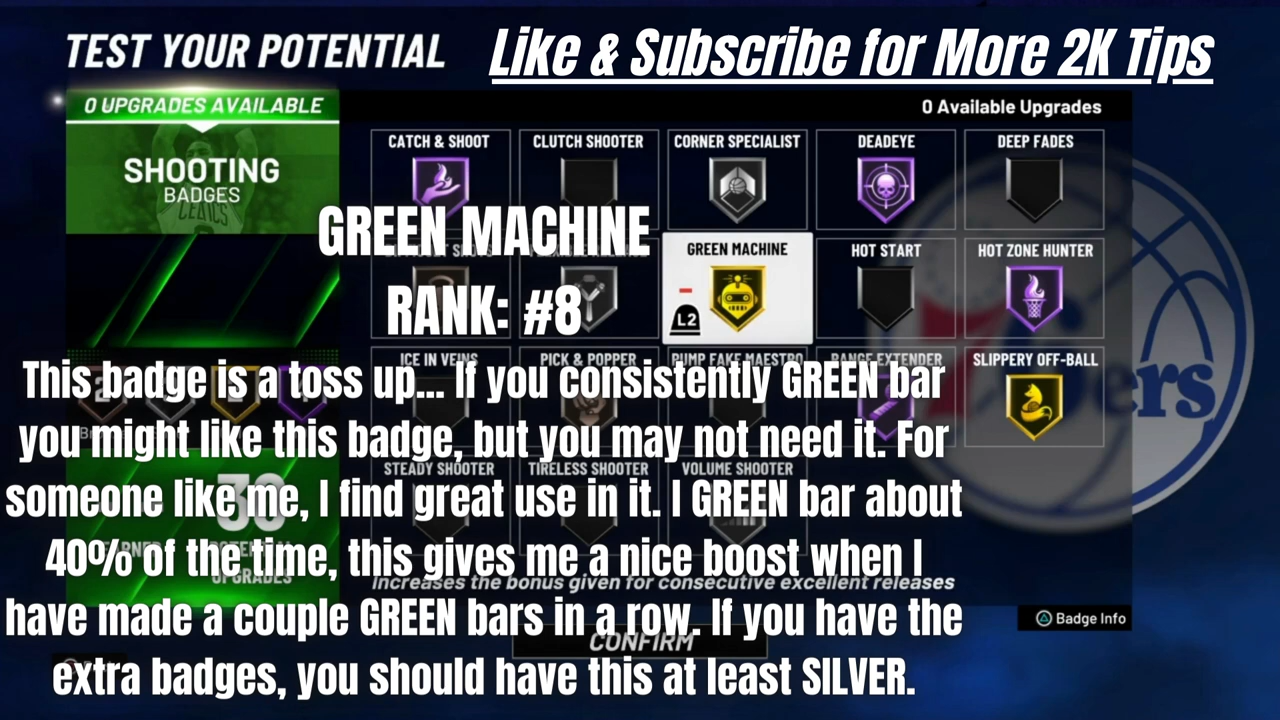 TEST YOUR POTENTIAL
Like & Subscribe for More 2K Tips
0 UPGRADES AVAILABLE
0 Available Upgrades
SHOOTING
BADGES
CATCH & SHOOT
CLUTCH SHOOTER
CORNER SPECIALIST
DEADEYE
DEEP FADES
GREEN MACHINE
RANK: #8
GREEN MACHINE
HOT START
HOT ZONE HUNTER
L2
ICE IN VEINS
PICK & POPPER
PUMP FAKE MAESTRO
RANGE EXTENDER
SLIPPERY OFF-BALL
This badge is a toss up... If you consistently GREEN bar
you might like this badge, but you may not need it. For
STEADY SHOOTER
TIRELESS SHOOTER
VOLUME SHOOTER
someone like me, I find great use in it. I GREEN bar about
40% of the time, this gives me a nice boost when I
UPGRADES
Increases the bonus given for consecutive excellent releases
have made a couple GREEN bars in a row. If you have the
Badge Info
CONFIRM
extra badges, you should have this at least SILVER.
76ers